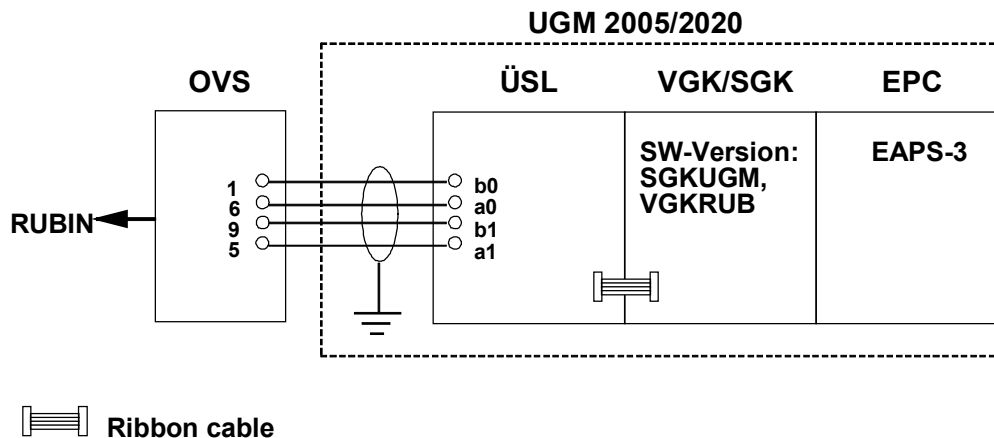 UGM 2005/2020
OVS
ÜSL
VGK/SGK
EPC
SW-Version:
SGKUGM,
VGKRUB
EAPS-3
RUBIN
1
6
9
5
b0
a0
b1
a1
Ribbon cable